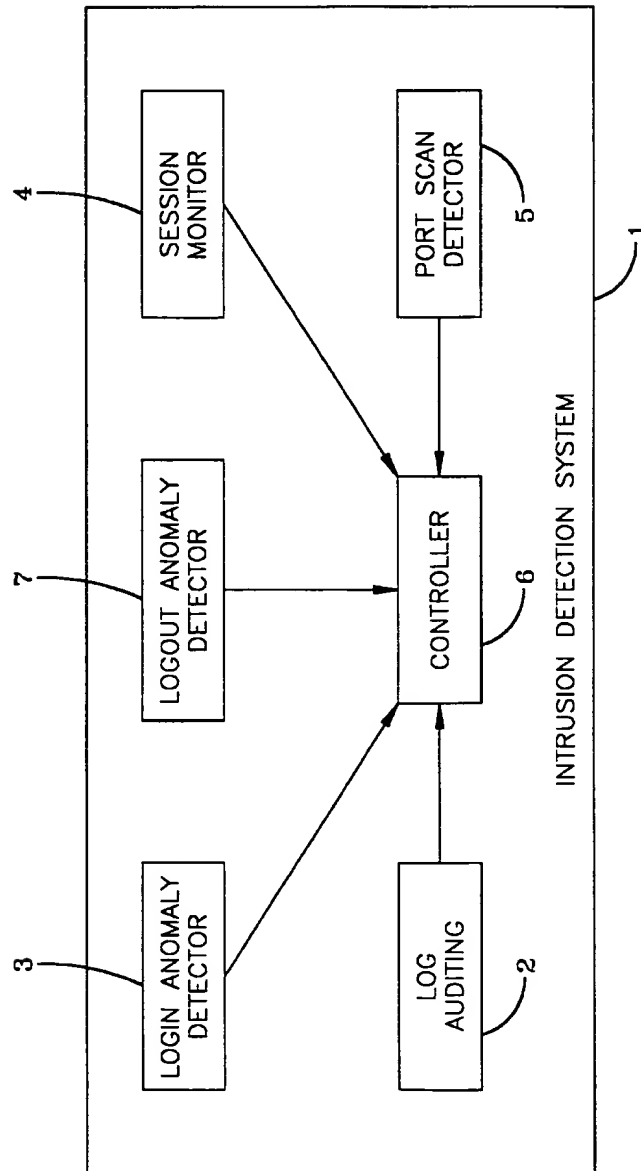 3
7
4
LOGIN ANOMALY
DETECTOR
LOGOUT ANOMALY
DETECTOR
SESSION
MONITOR
LOG
AUDITING
CONTROLLER
PORT SCAN
DETECTOR
2
6
5
INTRUSION DETECTION SYSTEM
1